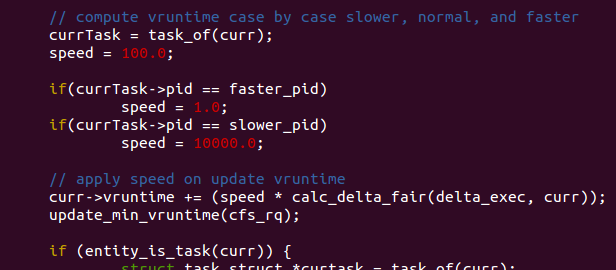 // compute vruntime case by case slower, normal, and faster
currTask = task_of(curr);
speed = 100.0;
if(currTask->pid == faster_pid)
speed = 1.0;
if(currTask->pid == slower_pid)
speed = 10000.0;
// apply speed on update vruntime
curr->vruntime += (speed * calc_delta_fair(delta_exec, curr));
update_min_vruntime(cfs_rq);
if (entity_is_task(curr)) {
struct task_struct *curtask = task_of(curr);